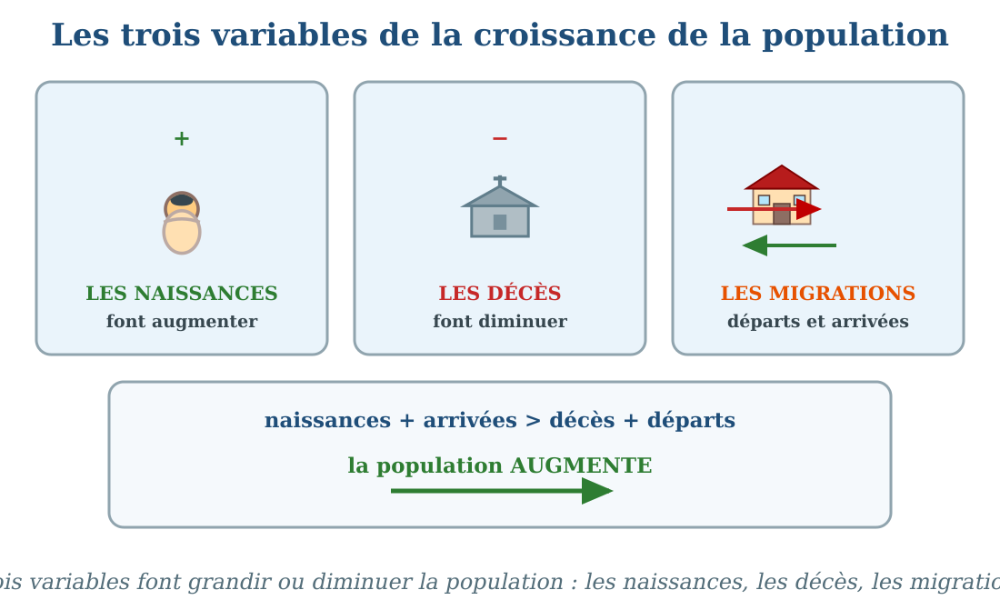 Les trois variables de la croissance de la population
+
LES NAISSANCES
font augmenter
−
LES DÉCÈS
font diminuer
LES MIGRATIONS
départs et arrivées
naissances + arrivées > décès + départs
la population AUGMENTE
variables font grandir ou diminuer la population : les naissances, les décès, les